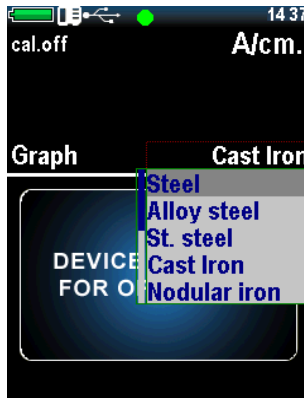 14 37
cal.off A/cm.
Graph Cast Iron
Steel
Alloy steel
St. steel
Cast Iron
Nodular iron
DEVICE
FOR